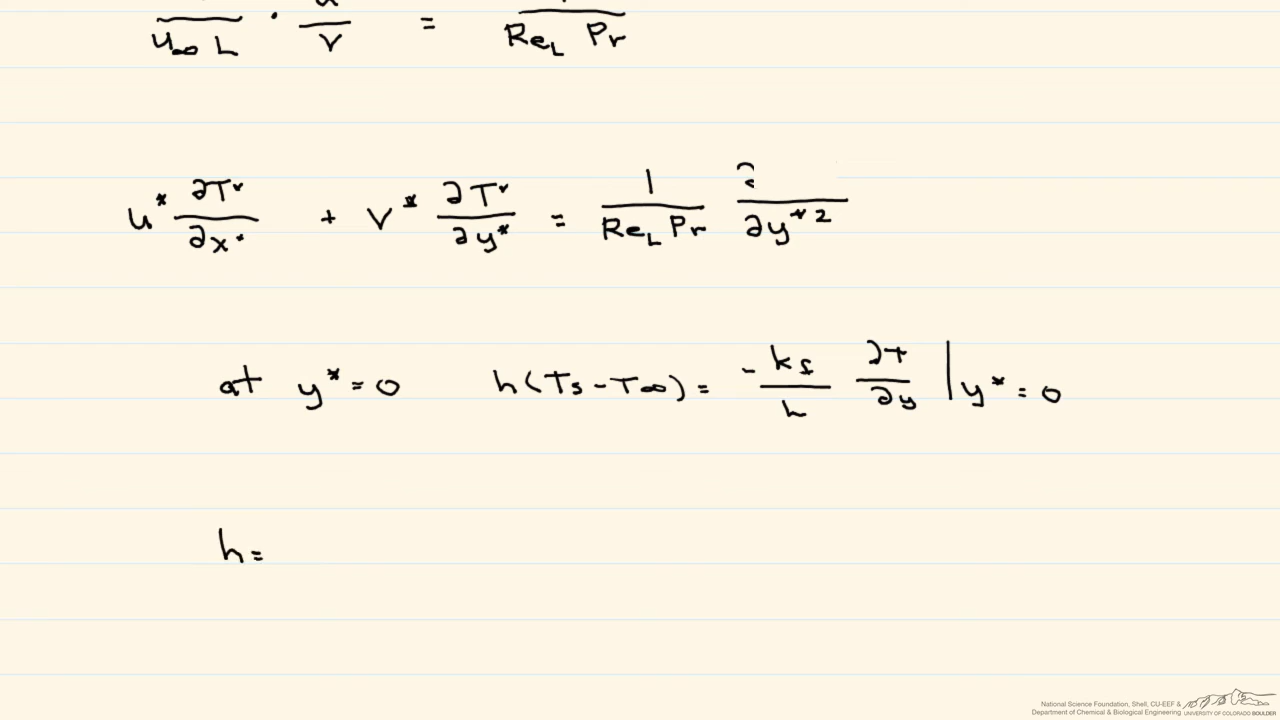 u∞ L · ν = Re_L Pr
u* ∂T*/∂x* + v* ∂T*/∂y* = 1/(Re_L Pr) ∂/∂y*²
at y* = 0 h(Ts - T∞) = -kf/h ∂T/∂y | y* = 0
h =
National Science Foundation, Shell, CU-EEF &
Department of Chemical & Biological Engineering UNIVERSITY OF COLORADO BOULDER